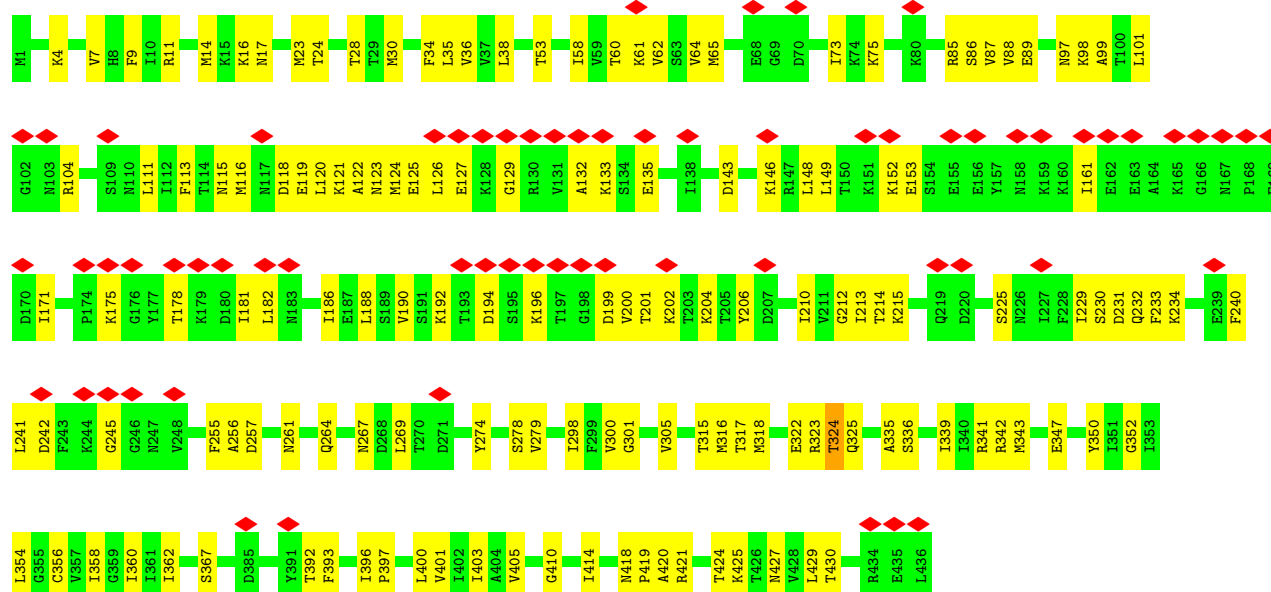 M1 K4 V7 H8 F9 I10 R11 M14 K15 K16 N17 M23 T24 T28 T29 M30 F34 L35 V36 V37 L38 T53 I58 V59 T60 K61 V62 S63 V64 M65 E68 G69 D70 I73 K74 K75 K80 R85 S86 V87 V88 E89 N97 K98 A99 T100 L101
G102 N103 R104 S109 N110 L111 I112 F113 T114 N115 M116 N117 D118 E119 L120 K121 A122 N123 M124 E125 L126 E127 K128 G129 R130 V131 A132 K133 S134 E135 I138 D143 K146 R147 L148 L149 T150 K151 K152 E153 S154 E155 E156 Y157 N158 K159 K160 I161 E162 E163 A164 K165 G166 N167 P168
D170 I171 P174 K175 G176 Y177 T178 K179 D180 I181 L182 N183 I186 E187 L188 S189 V190 S191 K192 T193 D194 S195 K196 T197 G198 D199 V200 T201 K202 T203 K204 T205 Y206 D207 I210 V211 G212 I213 T214 K215 Q219 D220 S225 N226 I227 F228 I229 S230 D231 Q232 F233 K234 E239 F240
L241 D242 F243 K244 G245 G246 N247 V248 F255 A256 D257 N261 Q264 N267 D268 L269 T270 D271 Y274 S278 V279 I298 F299 V300 G301 V305 T315 M316 T317 M318 E322 R323 T324 Q325 A335 S336 I339 I340 R341 R342 M343 E347 Y350 I351 G352 I353
L354 G355 C356 V357 I358 G359 I360 I361 I362 S367 D385 Y391 T392 F393 I396 P397 L400 V401 I402 I403 A404 V405 G410 I414 N418 P419 A420 R421 T424 K425 T426 N427 V428 L429 T430 R434 E435 L436